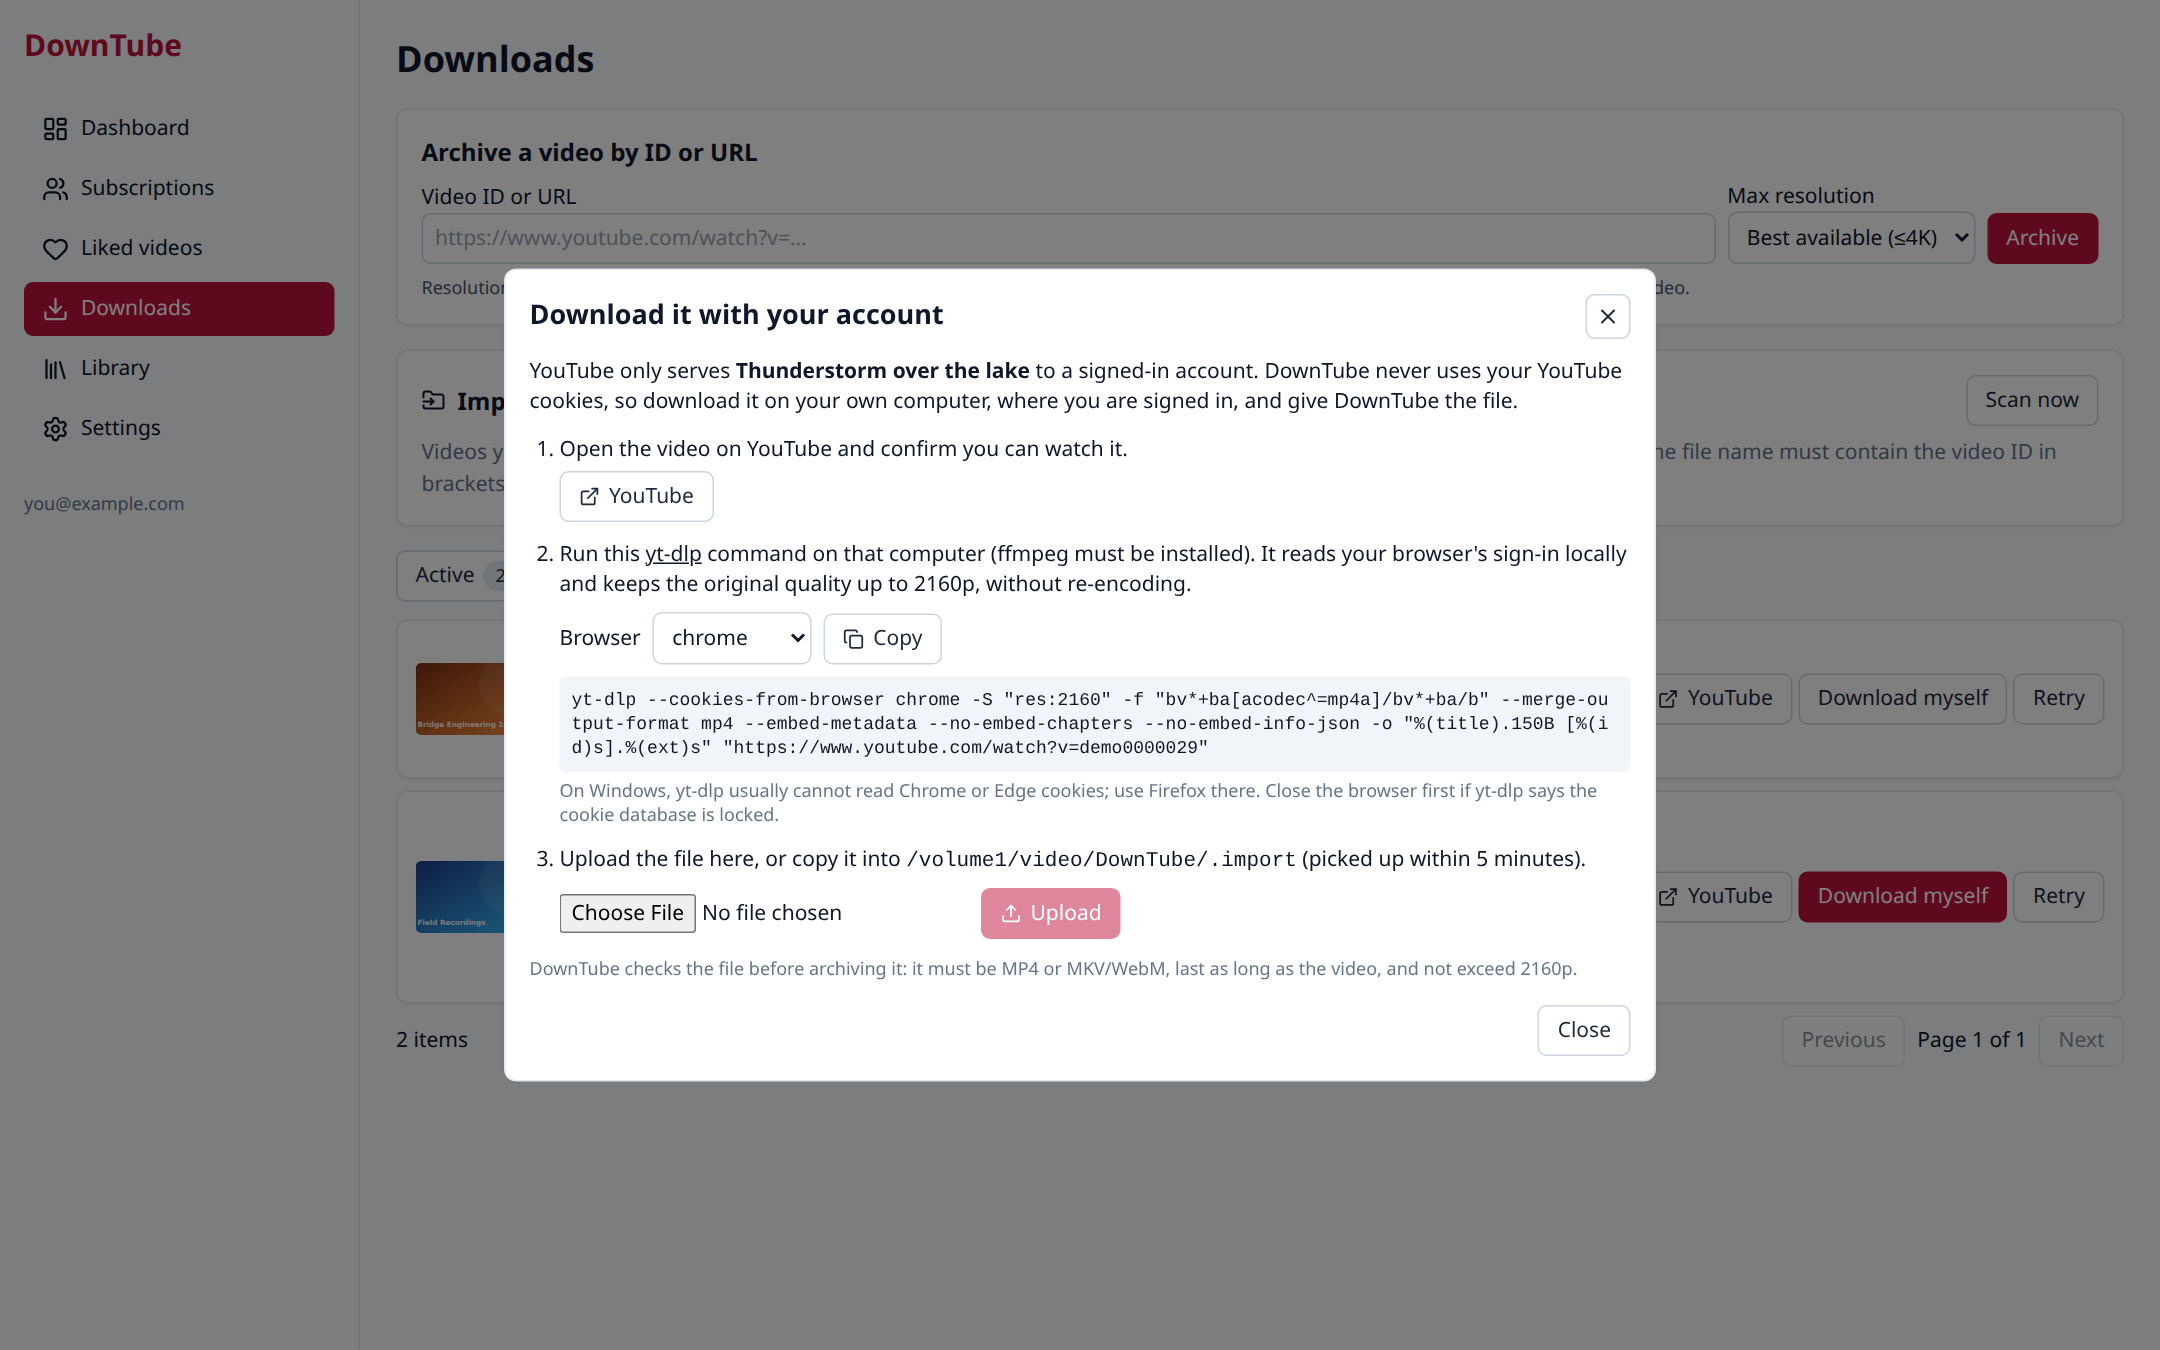 DownTube
Dashboard
Subscriptions
Liked videos
Downloads
Library
Settings
you@example.com
Downloads
Archive a video by ID or URL
Video ID or URL
Max resolution
https://www.youtube.com/watch?v=...
Best available (≤4K)
Archive
Download it with your account
YouTube only serves Thunderstorm over the lake to a signed-in account. DownTube never uses your YouTube
cookies, so download it on your own computer, where you are signed in, and give DownTube the file.
1. Open the video on YouTube and confirm you can watch it.
YouTube
2. Run this yt-dlp command on that computer (ffmpeg must be installed). It reads your browser's sign-in locally
and keeps the original quality up to 2160p, without re-encoding.
Browser
chrome
Copy
yt-dlp --cookies-from-browser chrome -S "res:2160" -f "bv*+ba[acodec^=mp4a]/bv*+ba/b" --merge-ou
tput-format mp4 --embed-metadata --no-embed-chapters --no-embed-info-json -o "%(title).150B [%(i
d)s].%(ext)s" "https://www.youtube.com/watch?v=demo0000029"
On Windows, yt-dlp usually cannot read Chrome or Edge cookies; use Firefox there. Close the browser first if yt-dlp says the
cookie database is locked.
3. Upload the file here, or copy it into /volume1/video/DownTube/.import (picked up within 5 minutes).
Choose File No file chosen
Upload
DownTube checks the file before archiving it: it must be MP4 or MKV/WebM, last as long as the video, and not exceed 2160p.
Close
Scan now
Videos
file name must contain the video ID in
brackets
Active 2
Bridge Engineering
YouTube
Download myself
Retry
Field Recordings
YouTube
Download myself
Retry
2 items
Previous
Page 1 of 1
Next